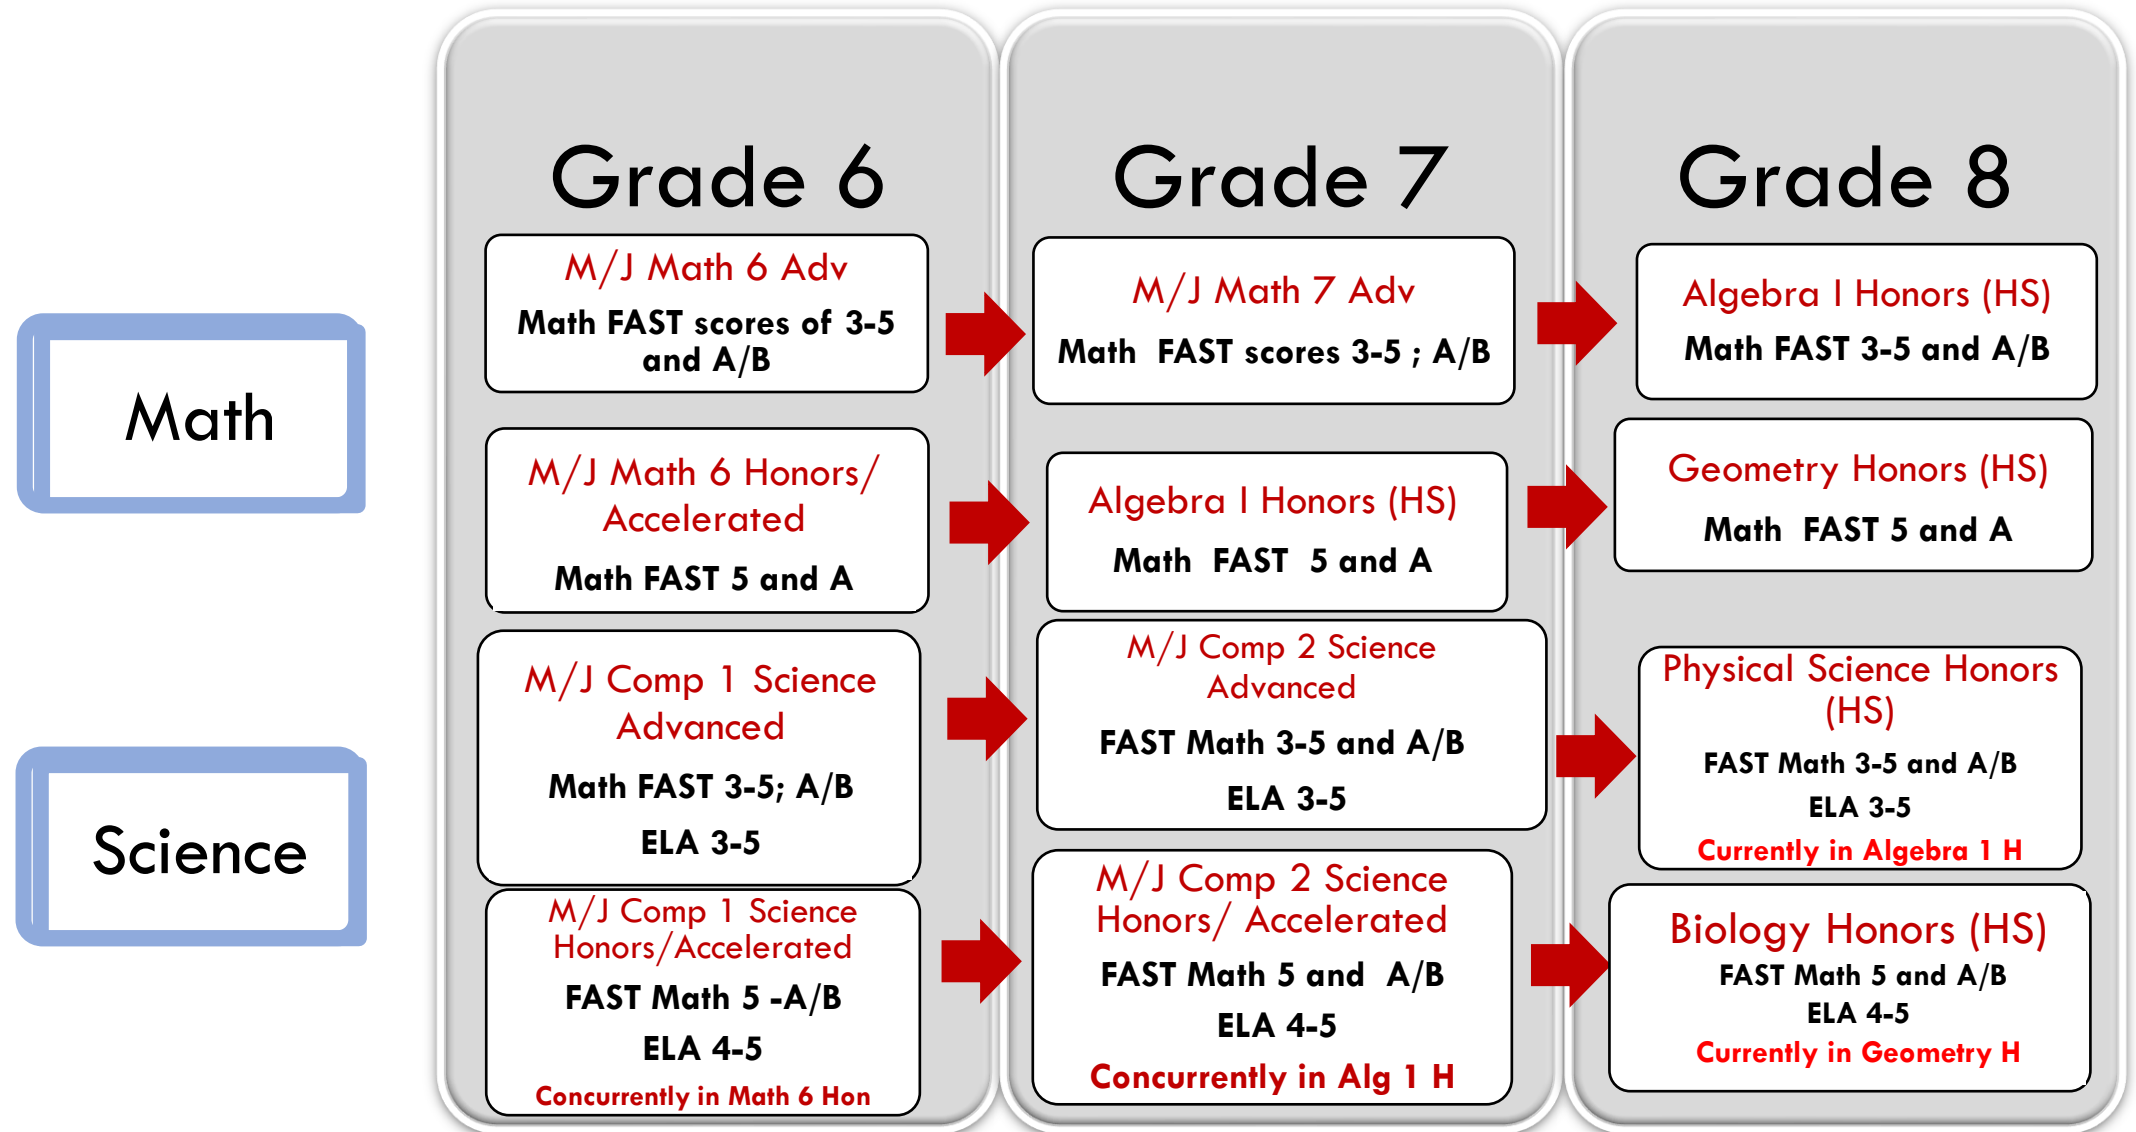 Grade 6
Grade 7
Grade 8
Math
M/J Math 6 Adv
Math FAST scores of 3-5
and A/B
M/J Math 7 Adv
Math FAST scores 3-5 ; A/B
Algebra I Honors (HS)
Math FAST 3-5 and A/B
M/J Math 6 Honors/
Accelerated
Math FAST 5 and A
Algebra I Honors (HS)
Math FAST 5 and A
Geometry Honors (HS)
Math FAST 5 and A
Science
M/J Comp 1 Science
Advanced
Math FAST 3-5; A/B
ELA 3-5
M/J Comp 2 Science
Advanced
FAST Math 3-5 and A/B
ELA 3-5
Physical Science Honors
(HS)
FAST Math 3-5 and A/B
ELA 3-5
Currently in Algebra 1 H
M/J Comp 1 Science
Honors/Accelerated
FAST Math 5 -A/B
ELA 4-5
Concurrently in Math 6 Hon
M/J Comp 2 Science
Honors/ Accelerated
FAST Math 5 and A/B
ELA 4-5
Concurrently in Alg 1 H
Biology Honors (HS)
FAST Math 5 and A/B
ELA 4-5
Currently in Geometry H